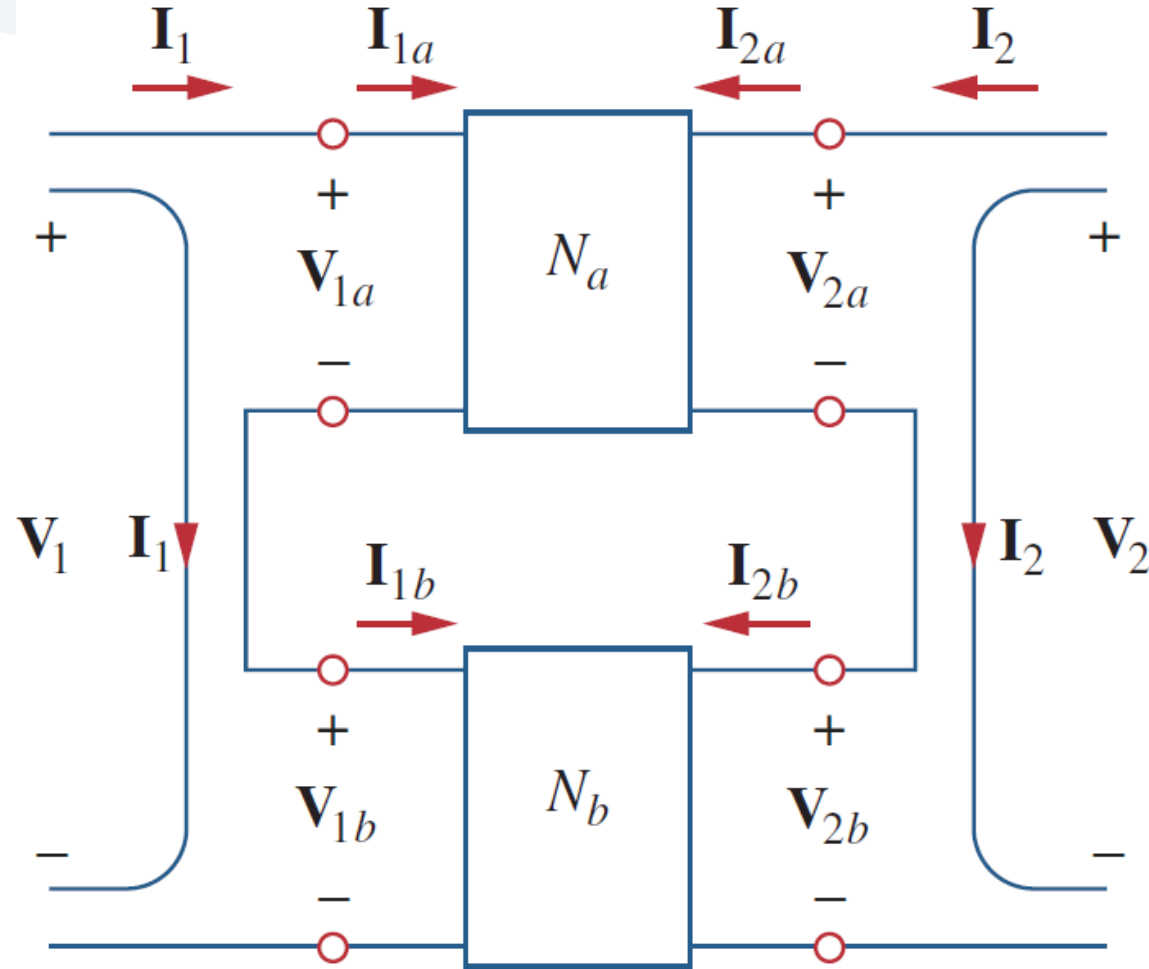 I1 I1a I2a I2
+ + + +
V1a Na V2a
− −
V1 I1 I2 V2
I1b I2b
+ +
V1b Nb V2b
− − − −